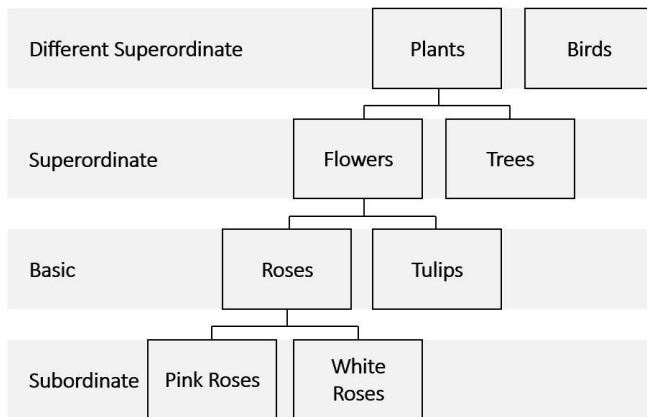 Different Superordinate
Plants
Birds
Superordinate
Flowers
Trees
Basic
Roses
Tulips
Subordinate
Pink Roses
White
Roses